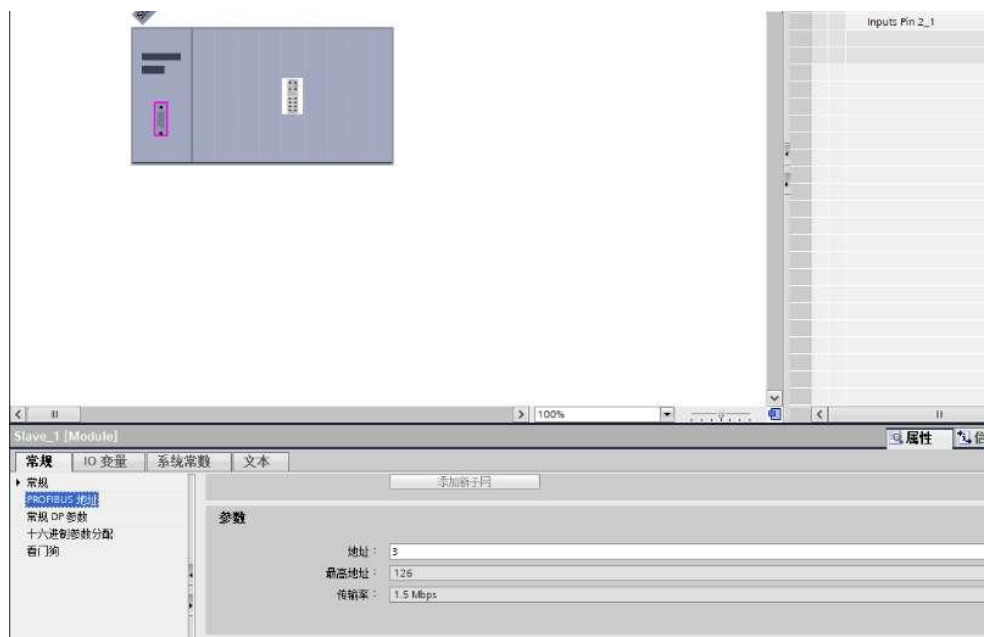 Inputs Pin 2_1
100%
Slave_1 [Module]
属性
信
常规
IO 变量
系统常数
文本
常规
PROFIBUS 地址
常规 DP 参数
十六进制参数分配
看门狗
添加新子网
参数
地址： 3
最高地址： 126
传输率： 1.5 Mbps